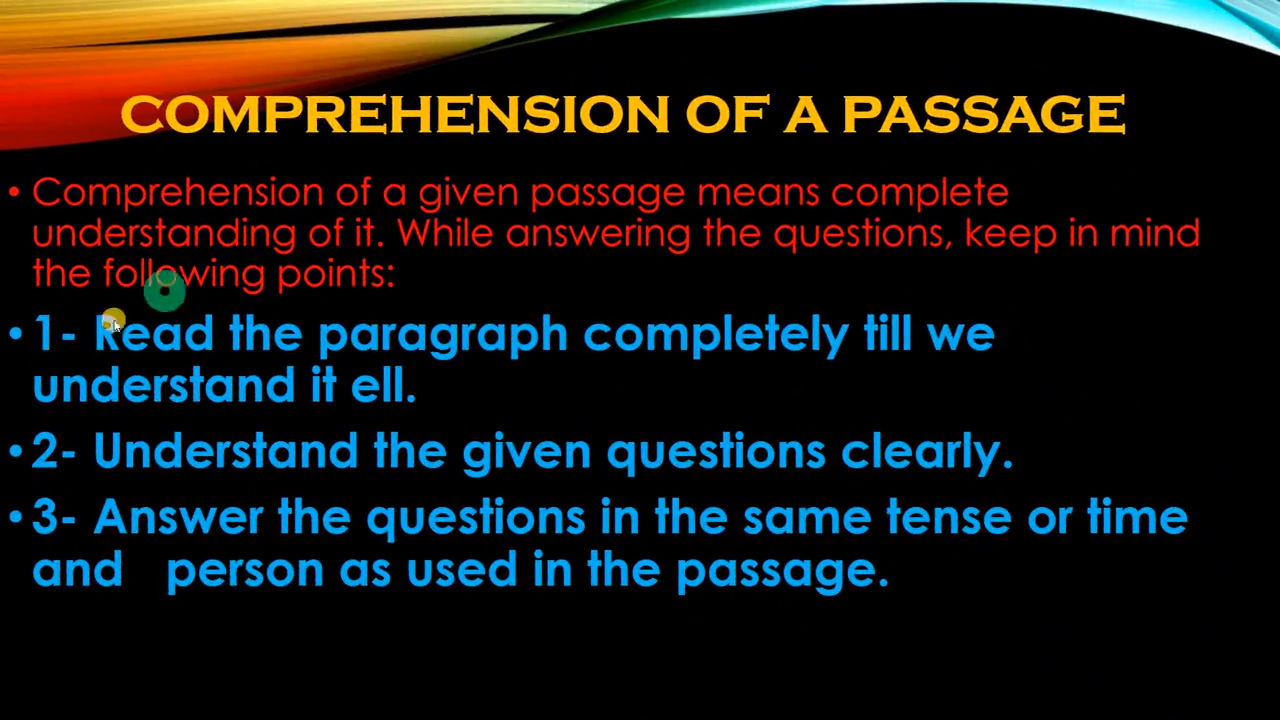 COMPREHENSION OF A PASSAGE
• Comprehension of a given passage means complete
understanding of it. While answering the questions, keep in mind
the following points:
• 1- Read the paragraph completely till we
understand it ell.
• 2- Understand the given questions clearly.
• 3- Answer the questions in the same tense or time
and   person as used in the passage.